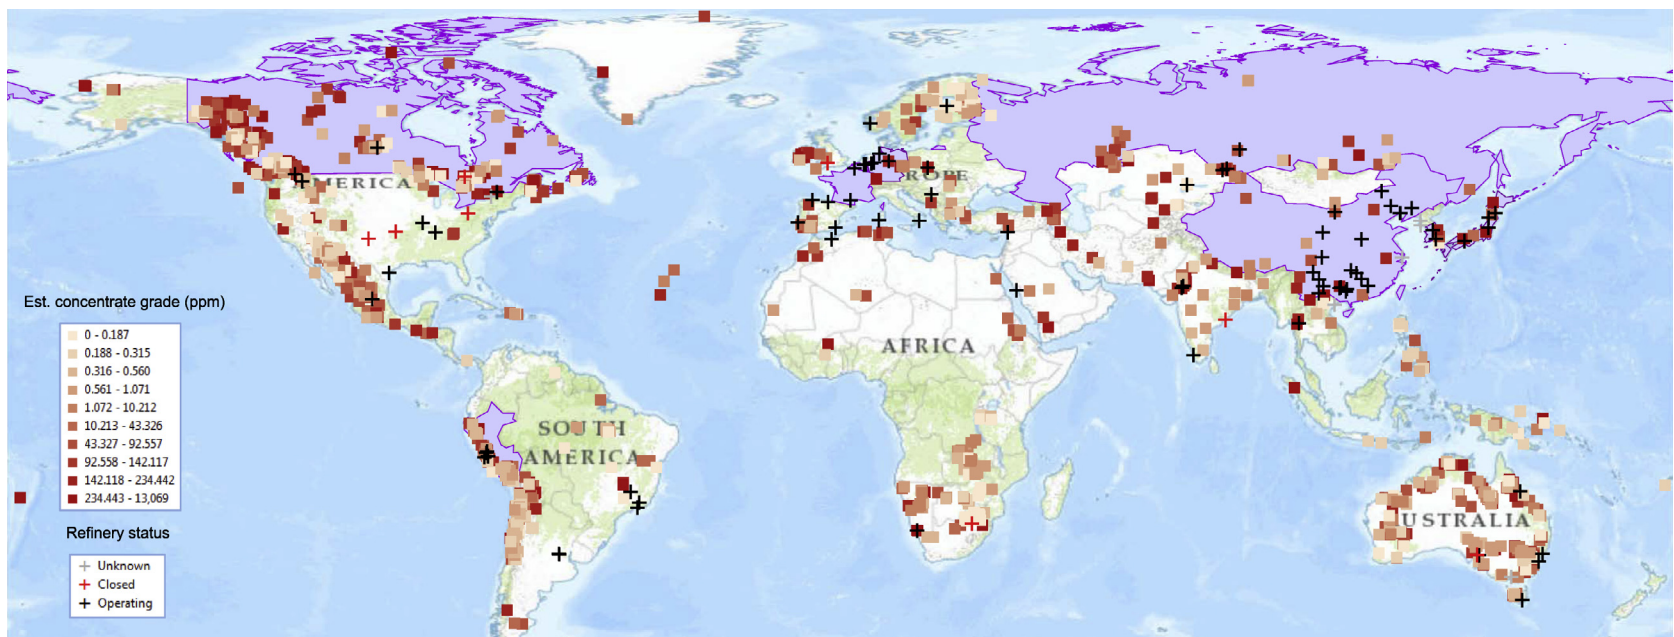 AMERICA
ROPE
Est. concentrate grade (ppm)
0 - 0.187
0.188 - 0.315
0.316 - 0.560
0.561 - 1.071
1.072 - 10.212
10.213 - 43.326
43.327 - 92.557
92.558 - 142.117
142.118 - 234.442
234.443 - 13,069
AFRICA
SOUTH
AMERICA
USTRALIA
Refinery status
Unknown
Closed
Operating